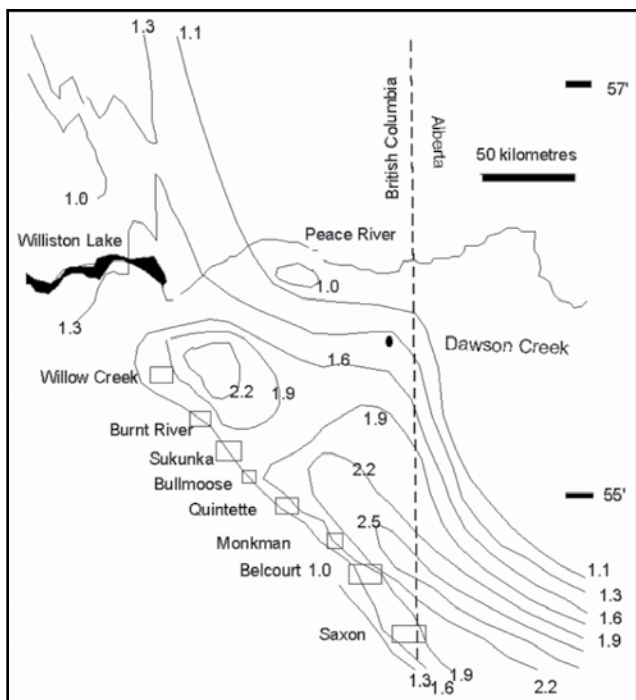 1.3
1.1
57'
British Columbia
Alberta
50 kilometres
1.0
Peace River
Williston Lake
1.0
1.3
Dawson Creek
1.6
Willow Creek
2.2
1.9
1.9
Burnt River
Sukunka
2.2
Bullmoose
55'
Quintette
2.5
Monkman
Belcourt 1.0
1.1
1.3
1.6
Saxon
1.9
2.2
1.9
1.3
1.6